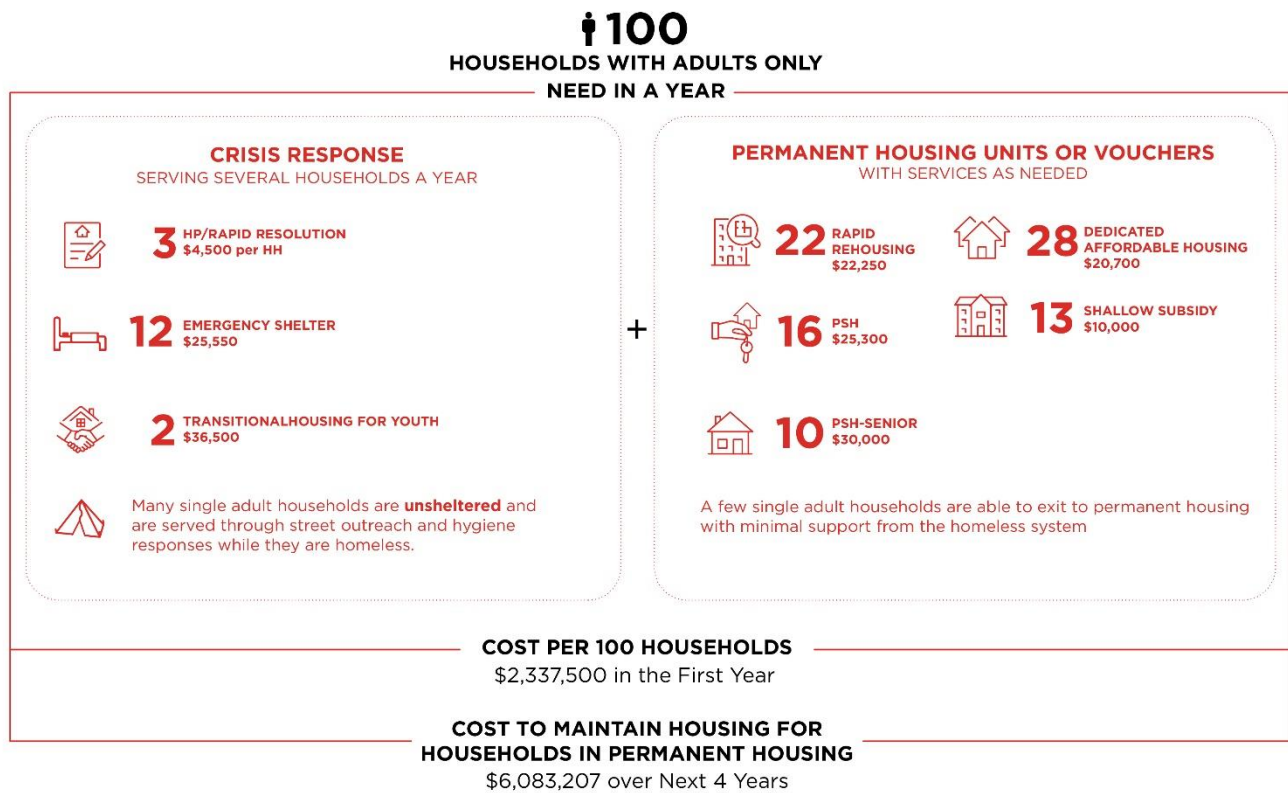 100
HOUSEHOLDS WITH ADULTS ONLY
NEED IN A YEAR
CRISIS RESPONSE
SERVING SEVERAL HOUSEHOLDS A YEAR
3 HP/RAPID RESOLUTION
$4,500 per HH
12 EMERGENCY SHELTER
$25,550
2 TRANSITIONALHOUSING FOR YOUTH
$36,500
Many single adult households are unsheltered and
are served through street outreach and hygiene
responses while they are homeless.
+
PERMANENT HOUSING UNITS OR VOUCHERS
WITH SERVICES AS NEEDED
22 RAPID
REHOUSING
$22,250
28 DEDICATED
AFFORDABLE HOUSING
$20,700
16 PSH
$25,300
13 SHALLOW SUBSIDY
$10,000
10 PSH-SENIOR
$30,000
A few single adult households are able to exit to permanent housing
with minimal support from the homeless system
COST PER 100 HOUSEHOLDS
$2,337,500 in the First Year
COST TO MAINTAIN HOUSING FOR
HOUSEHOLDS IN PERMANENT HOUSING
$6,083,207 over Next 4 Years